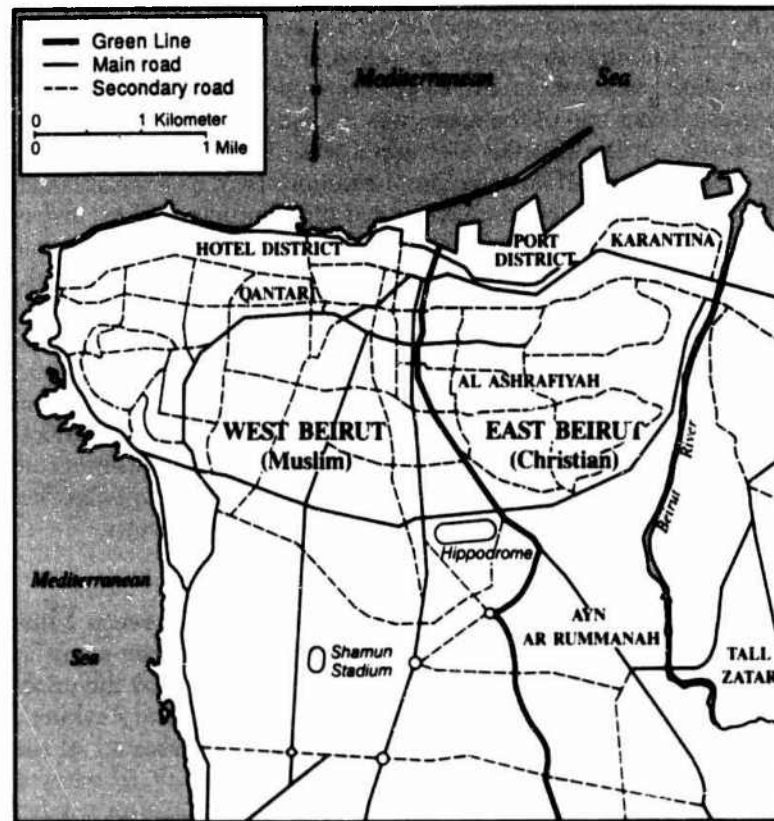 Green Line
Main road
Secondary road
0 1 Kilometer
0 1 Mile
Mediterranean Sea
HOTEL DISTRICT
PORT
DISTRICT
KARANTINA
QANTARI
AL ASHRAFIYAH
WEST BEIRUT
(Muslim)
EAST BEIRUT
(Christian)
Beirut River
Hippodrome
Mediterranean
Sea
Shamun
Stadium
AYN
AR RUMMANAH
TALL
ZATAR